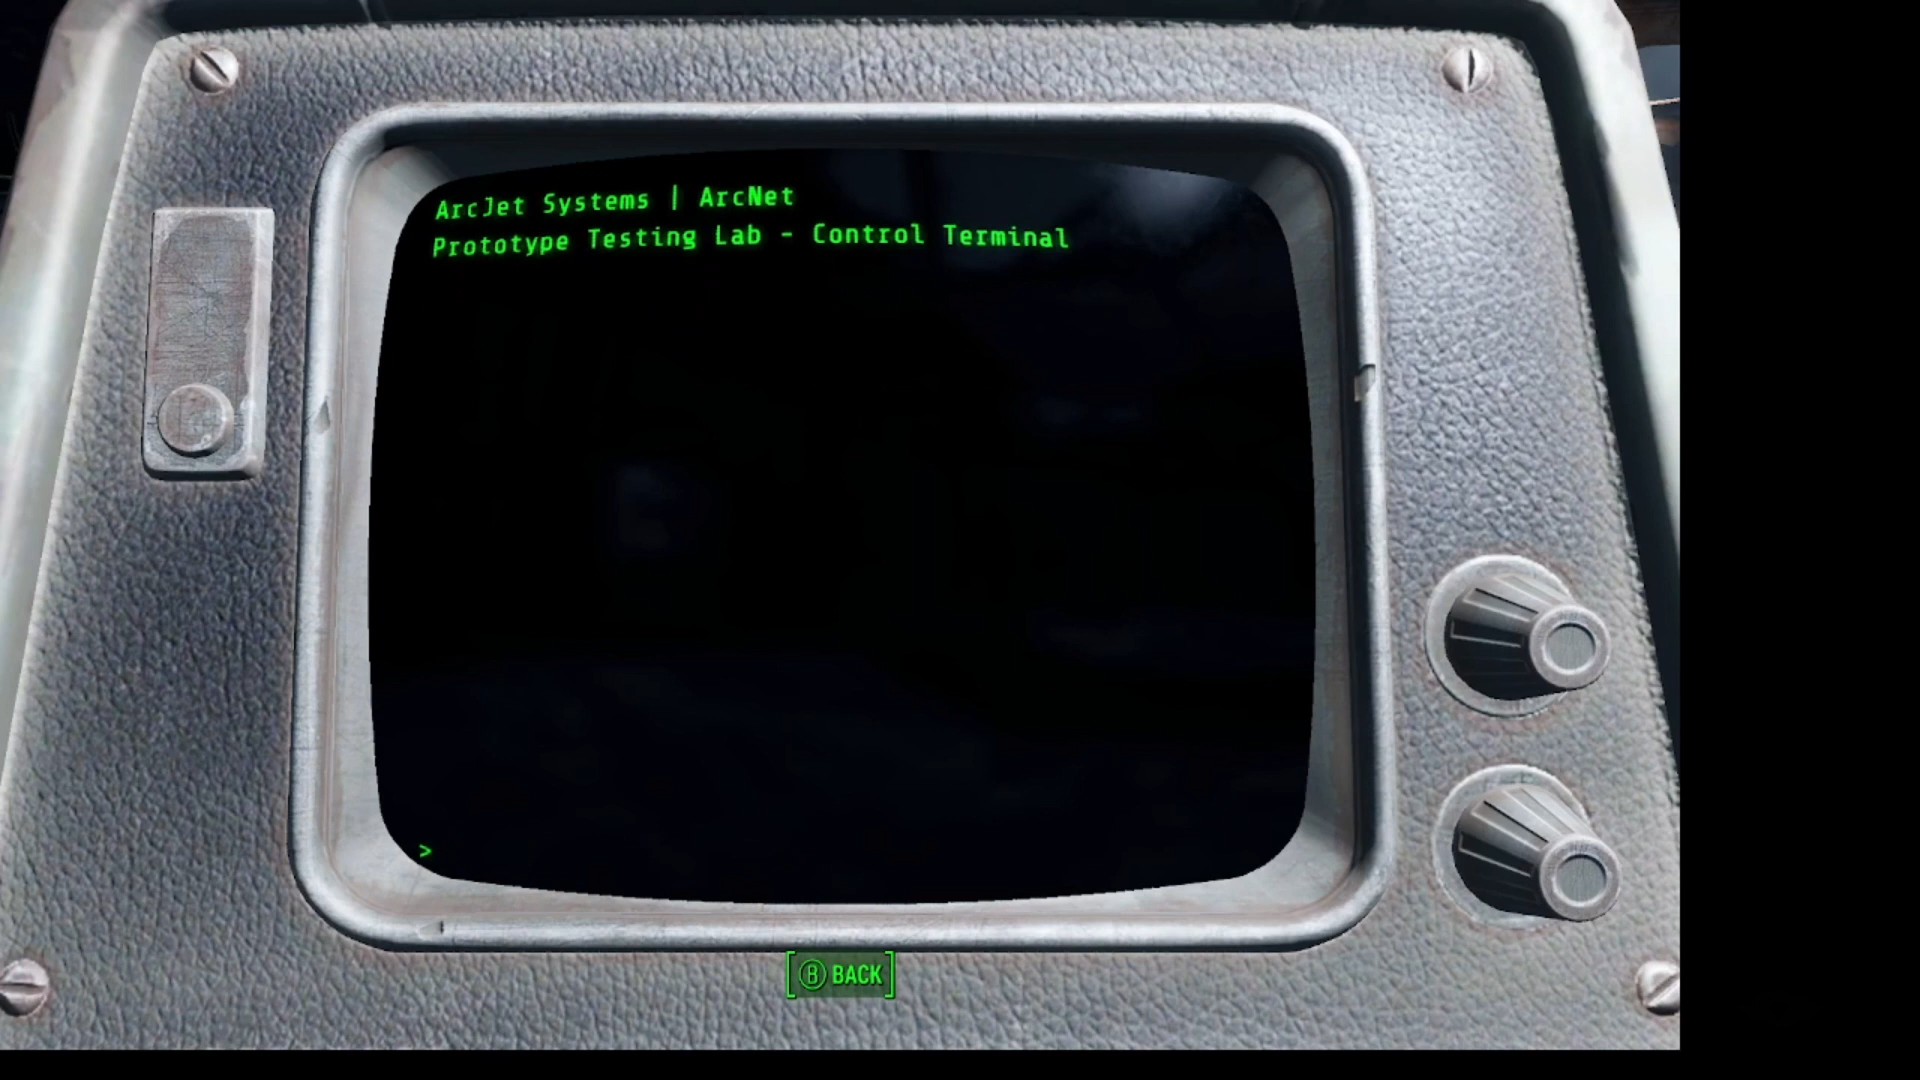 ArcJet Systems | ArcNet
Prototype Testing Lab - Control Terminal
>
[Ⓑ BACK]